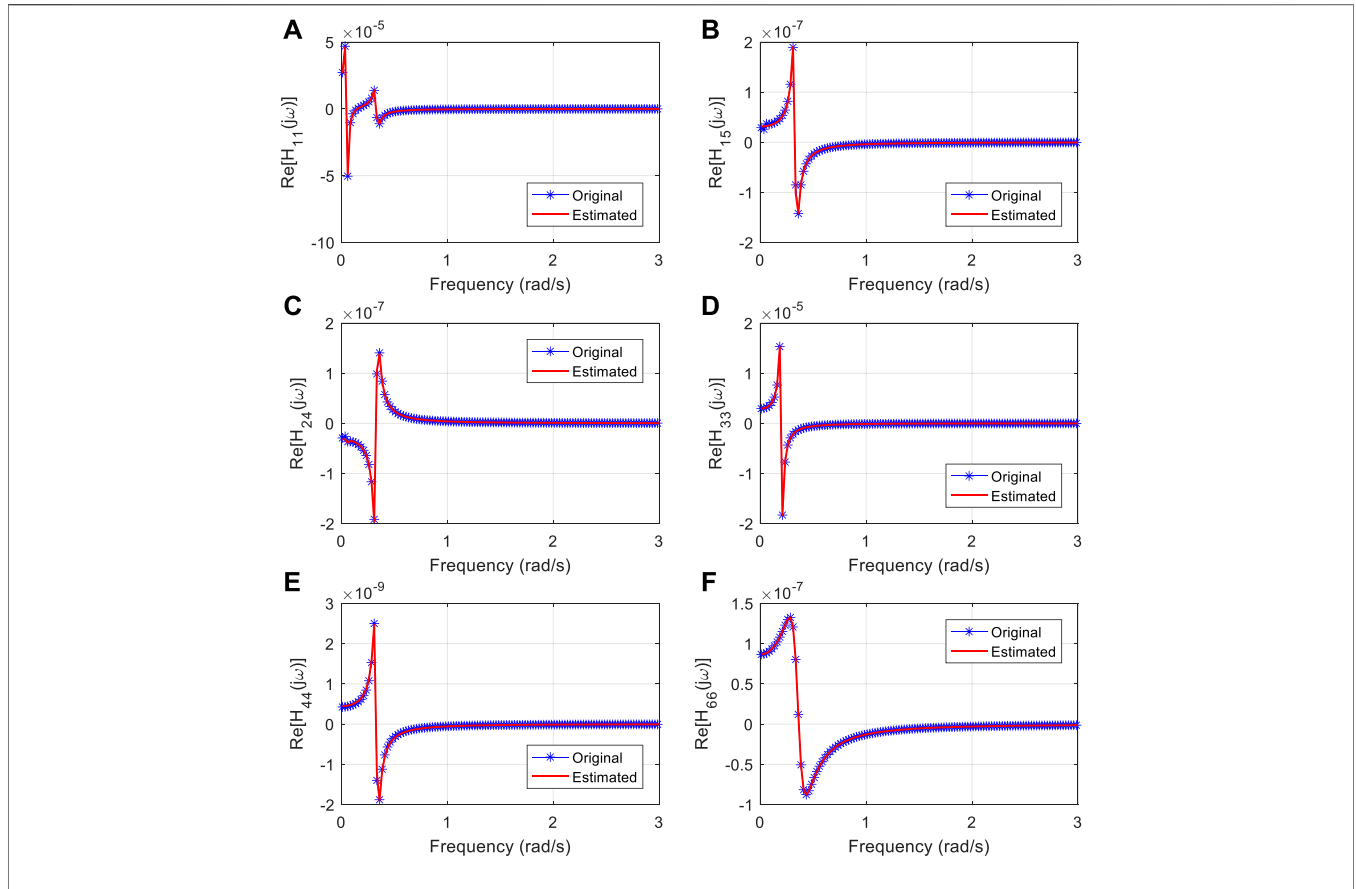 A
×10⁻⁵
5
0
-5
-10
Re[H₁₁(jω)]
Original
Estimated
0 1 2 3
Frequency (rad/s)
B
×10⁻⁷
2
1
0
-1
-2
Re[H₁₅(jω)]
Original
Estimated
0 1 2 3
Frequency (rad/s)
C
×10⁻⁷
2
1
0
-1
-2
Re[H₂₄(jω)]
Original
Estimated
0 1 2 3
Frequency (rad/s)
D
×10⁻⁵
2
1
0
-1
-2
Re[H₃₃(jω)]
Original
Estimated
0 1 2 3
Frequency (rad/s)
E
×10⁻⁹
3
2
1
0
-1
-2
Re[H₄₄(jω)]
Original
Estimated
0 1 2 3
Frequency (rad/s)
F
×10⁻⁷
1.5
1
0.5
0
-0.5
-1
Re[H₆₆(jω)]
Original
Estimated
0 1 2 3
Frequency (rad/s)